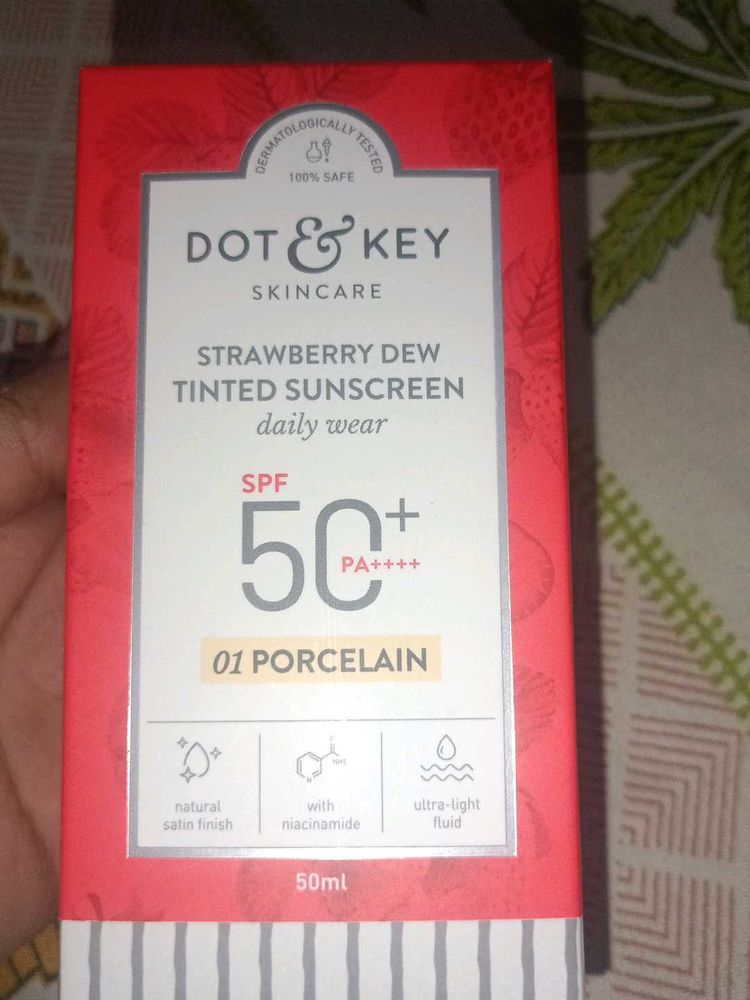 DERMATOLOGICALLY TESTED
100% SAFE
DOT & KEY
SKINCARE
STRAWBERRY DEW
TINTED SUNSCREEN
daily wear
SPF
50+
PA++++
01 PORCELAIN
natural
satin finish
with
niacinamide
ultra-light
fluid
50ml